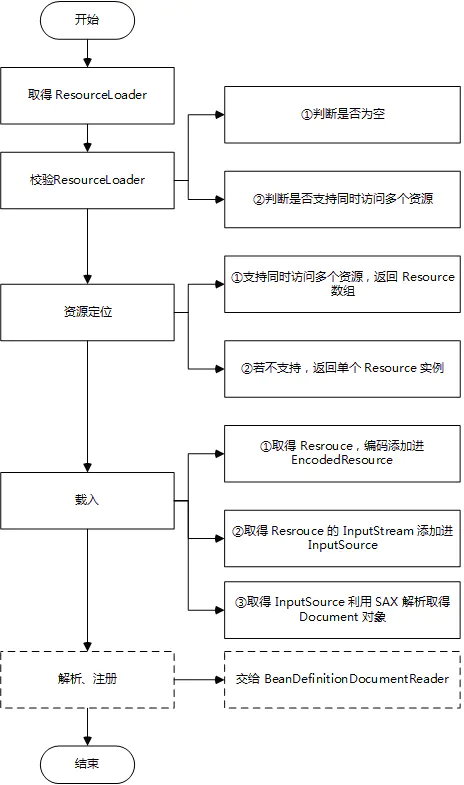 开始
取得 ResourceLoader
①判断是否为空
校验ResourceLoader
②判断是否支持同时访问多个资源
①支持同时访问多个资源，返回 Resource
数组
资源定位
②若不支持，返回单个 Resource 实例
①取得 Resrouce，编码添加进
EncodedResource
载入
②取得 Resrouce 的 InputStream 添加进
InputSource
③取得 InputSource 利用 SAX 解析取得
Document 对象
解析、注册
交给 BeanDefinitionDocumentReader
结束